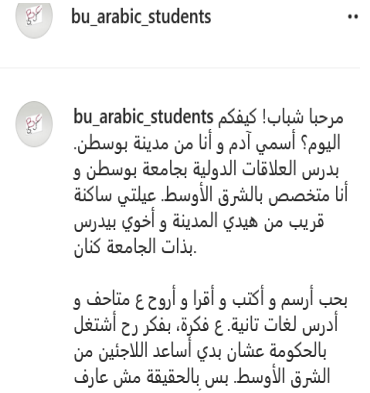 bu_arabic_students
bu_arabic_students مرحبا شباب! كيفكم
اليوم؟ أسمي آدم و أنا من مدينة بوسطن.
بدرس العلاقات الدولية بجامعة بوسطن و
أنا متخصص بالشرق الأوسط. عيلتي ساكنة
قريب من هيدي المدينة و أخوي بيدرس
بذات الجامعة كنان.
بحب أرسم و أكتب و أقرا و أروح ع متاحف و
أدرس لغات تانية. ع فكرة، بفكر رح أشتغل
بالحكومة عشان بدي أساعد اللاجئين من
الشرق الأوسط. بس بالحقيقة مش عارف